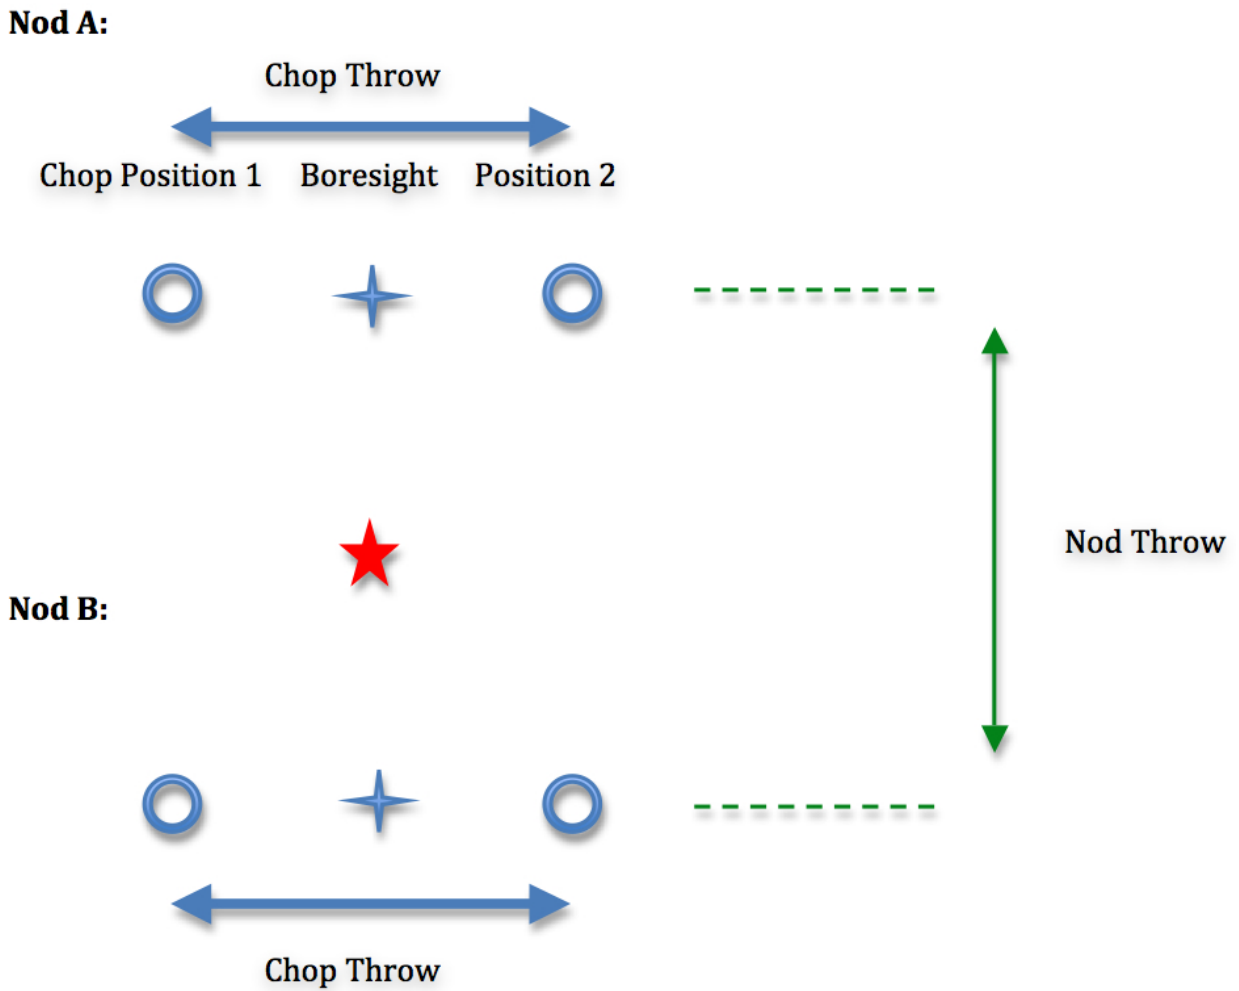 Nod A:
Chop Throw
Chop Position 1 Boresight Position 2
Nod Throw
Nod B:
Chop Throw